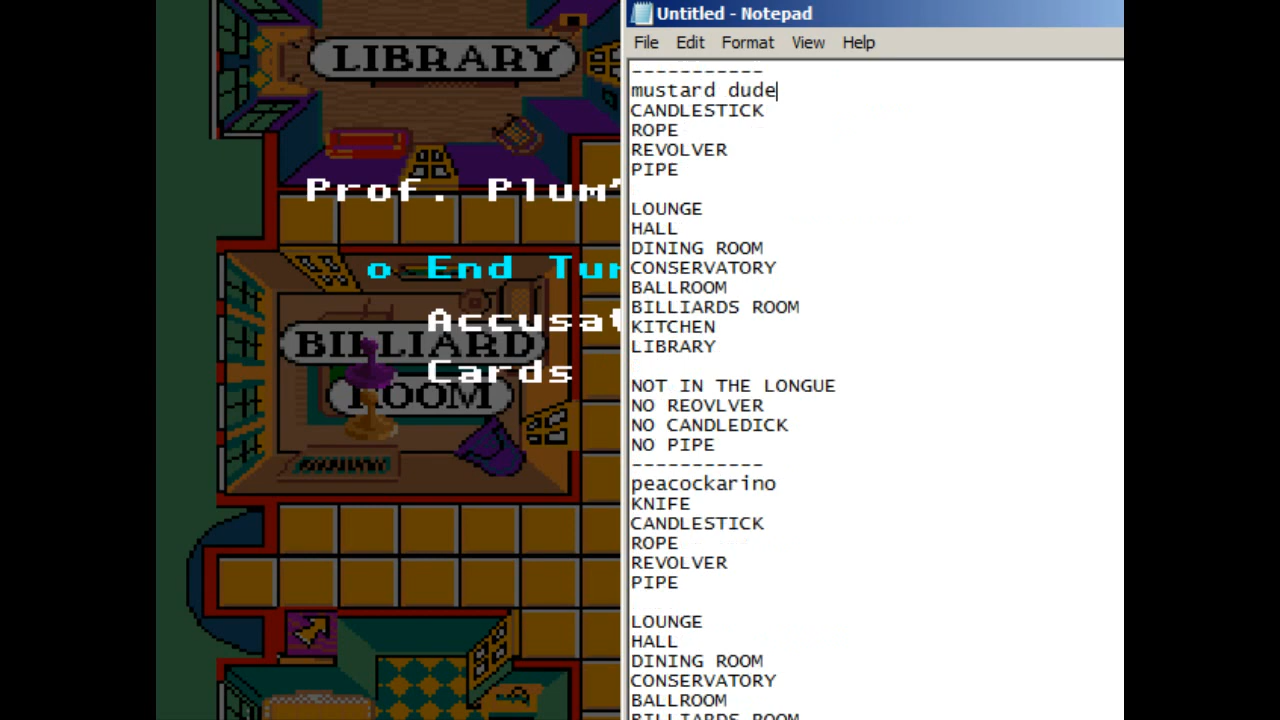 LIBRARY
Prof. Plum'
o End Tur
Accusat
Cards
BILLIARD
ROOM
Untitled - Notepad
File Edit Format View Help
-----------
mustard dude
CANDLESTICK
ROPE
REVOLVER
PIPE
LOUNGE
HALL
DINING ROOM
CONSERVATORY
BALLROOM
BILLIARDS ROOM
KITCHEN
LIBRARY
NOT IN THE LONGUE
NO REOVLVER
NO CANDLEDICK
NO PIPE
-----------
peacockarino
KNIFE
CANDLESTICK
ROPE
REVOLVER
PIPE
LOUNGE
HALL
DINING ROOM
CONSERVATORY
BALLROOM
BILLIARDS ROOM